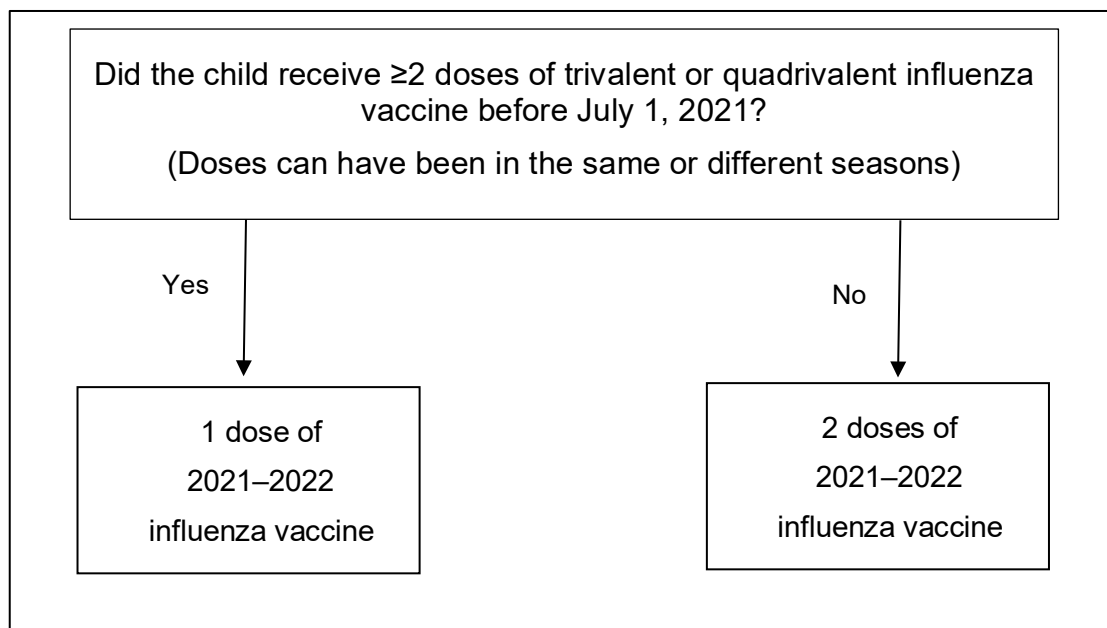 Did the child receive ≥2 doses of trivalent or quadrivalent influenza
vaccine before July 1, 2021?
(Doses can have been in the same or different seasons)
Yes
No
1 dose of
2021–2022
influenza vaccine
2 doses of
2021–2022
influenza vaccine